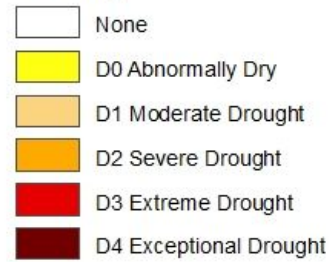 None
D0 Abnormally Dry
D1 Moderate Drought
D2 Severe Drought
D3 Extreme Drought
D4 Exceptional Drought